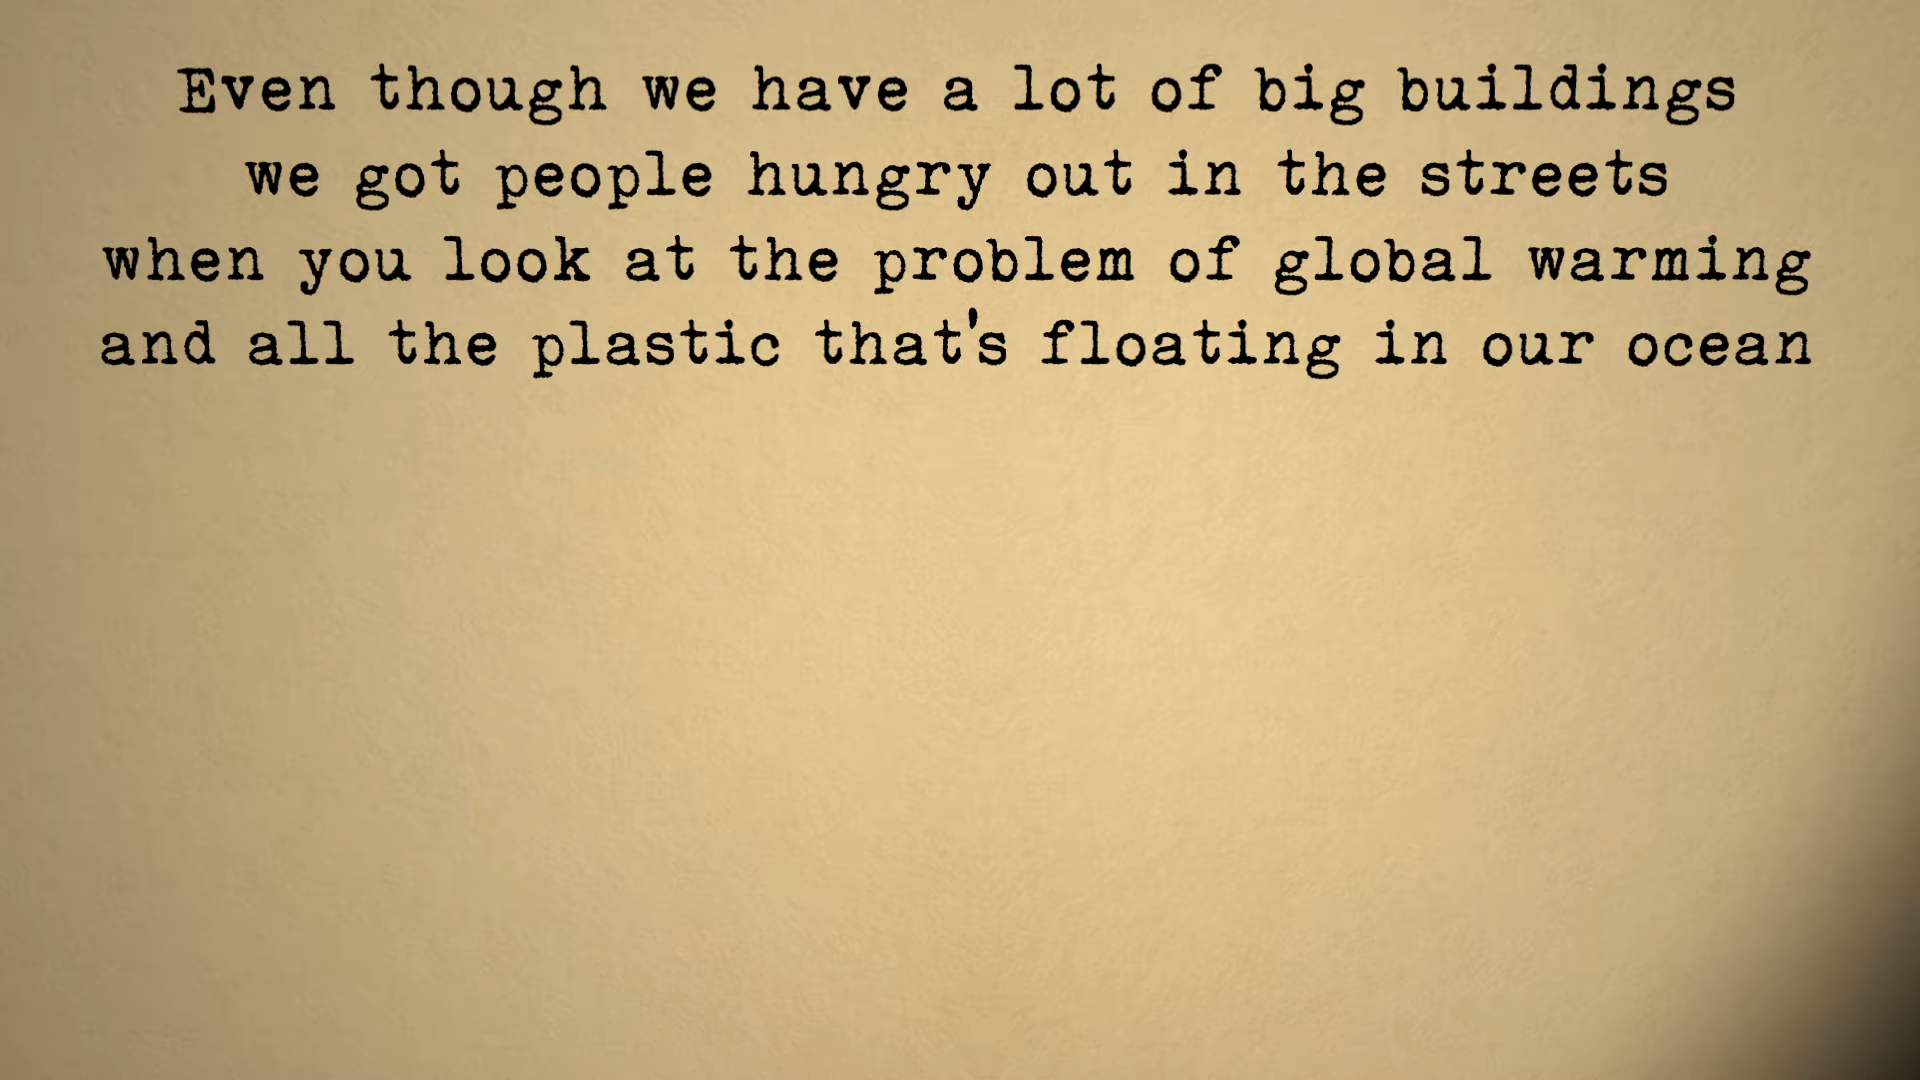 Even though we have a lot of big buildings
we got people hungry out in the streets
when you look at the problem of global warming
and all the plastic that's floating in our ocean